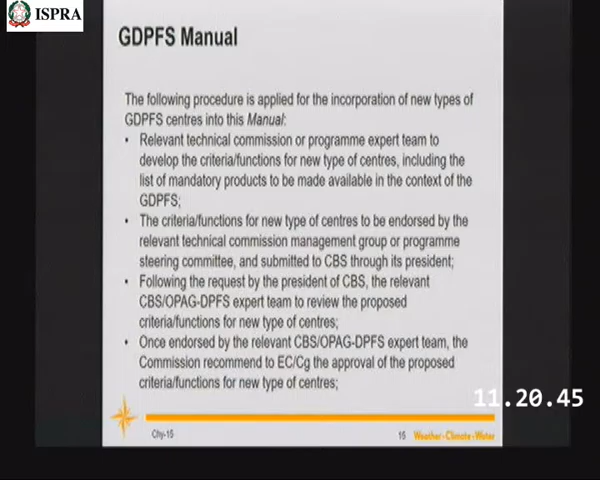 ISPRA
GDPFS Manual
The following procedure is applied for the incorporation of new types of
GDPFS centres into this Manual:
• Relevant technical commission or programme expert team to
develop the criteria/functions for new type of centres, including the
list of mandatory products to be made available in the context of the
GDPFS;
• The criteria/functions for new type of centres to be endorsed by the
relevant technical commission management group or programme
steering committee, and submitted to CBS through its president;
• Following the request by the president of CBS, the relevant
CBS/OPAG-DPFS expert team to review the proposed
criteria/functions for new type of centres;
• Once endorsed by the relevant CBS/OPAG-DPFS expert team, the
Commission recommend to EC/Cg the approval of the proposed
criteria/functions for new type of centres;
11.20.45
Chy-15
15 Weather • Climate • Water